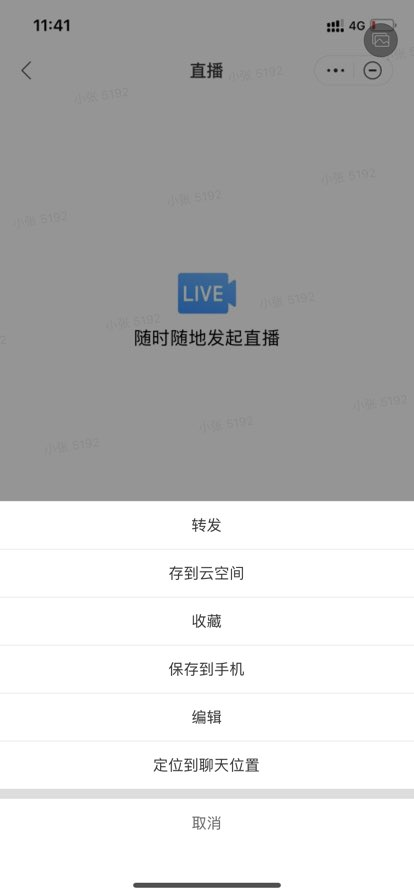 11:41
4G
直播
小张 5192
小张 5192
小张 5192
小张 5192
小张 5192
LIVE
小张 5192
小张 5192
随时随地发起直播
小张 5192
小张 5192
小张 5192
转发
存到云空间
收藏
保存到手机
编辑
定位到聊天位置
取消